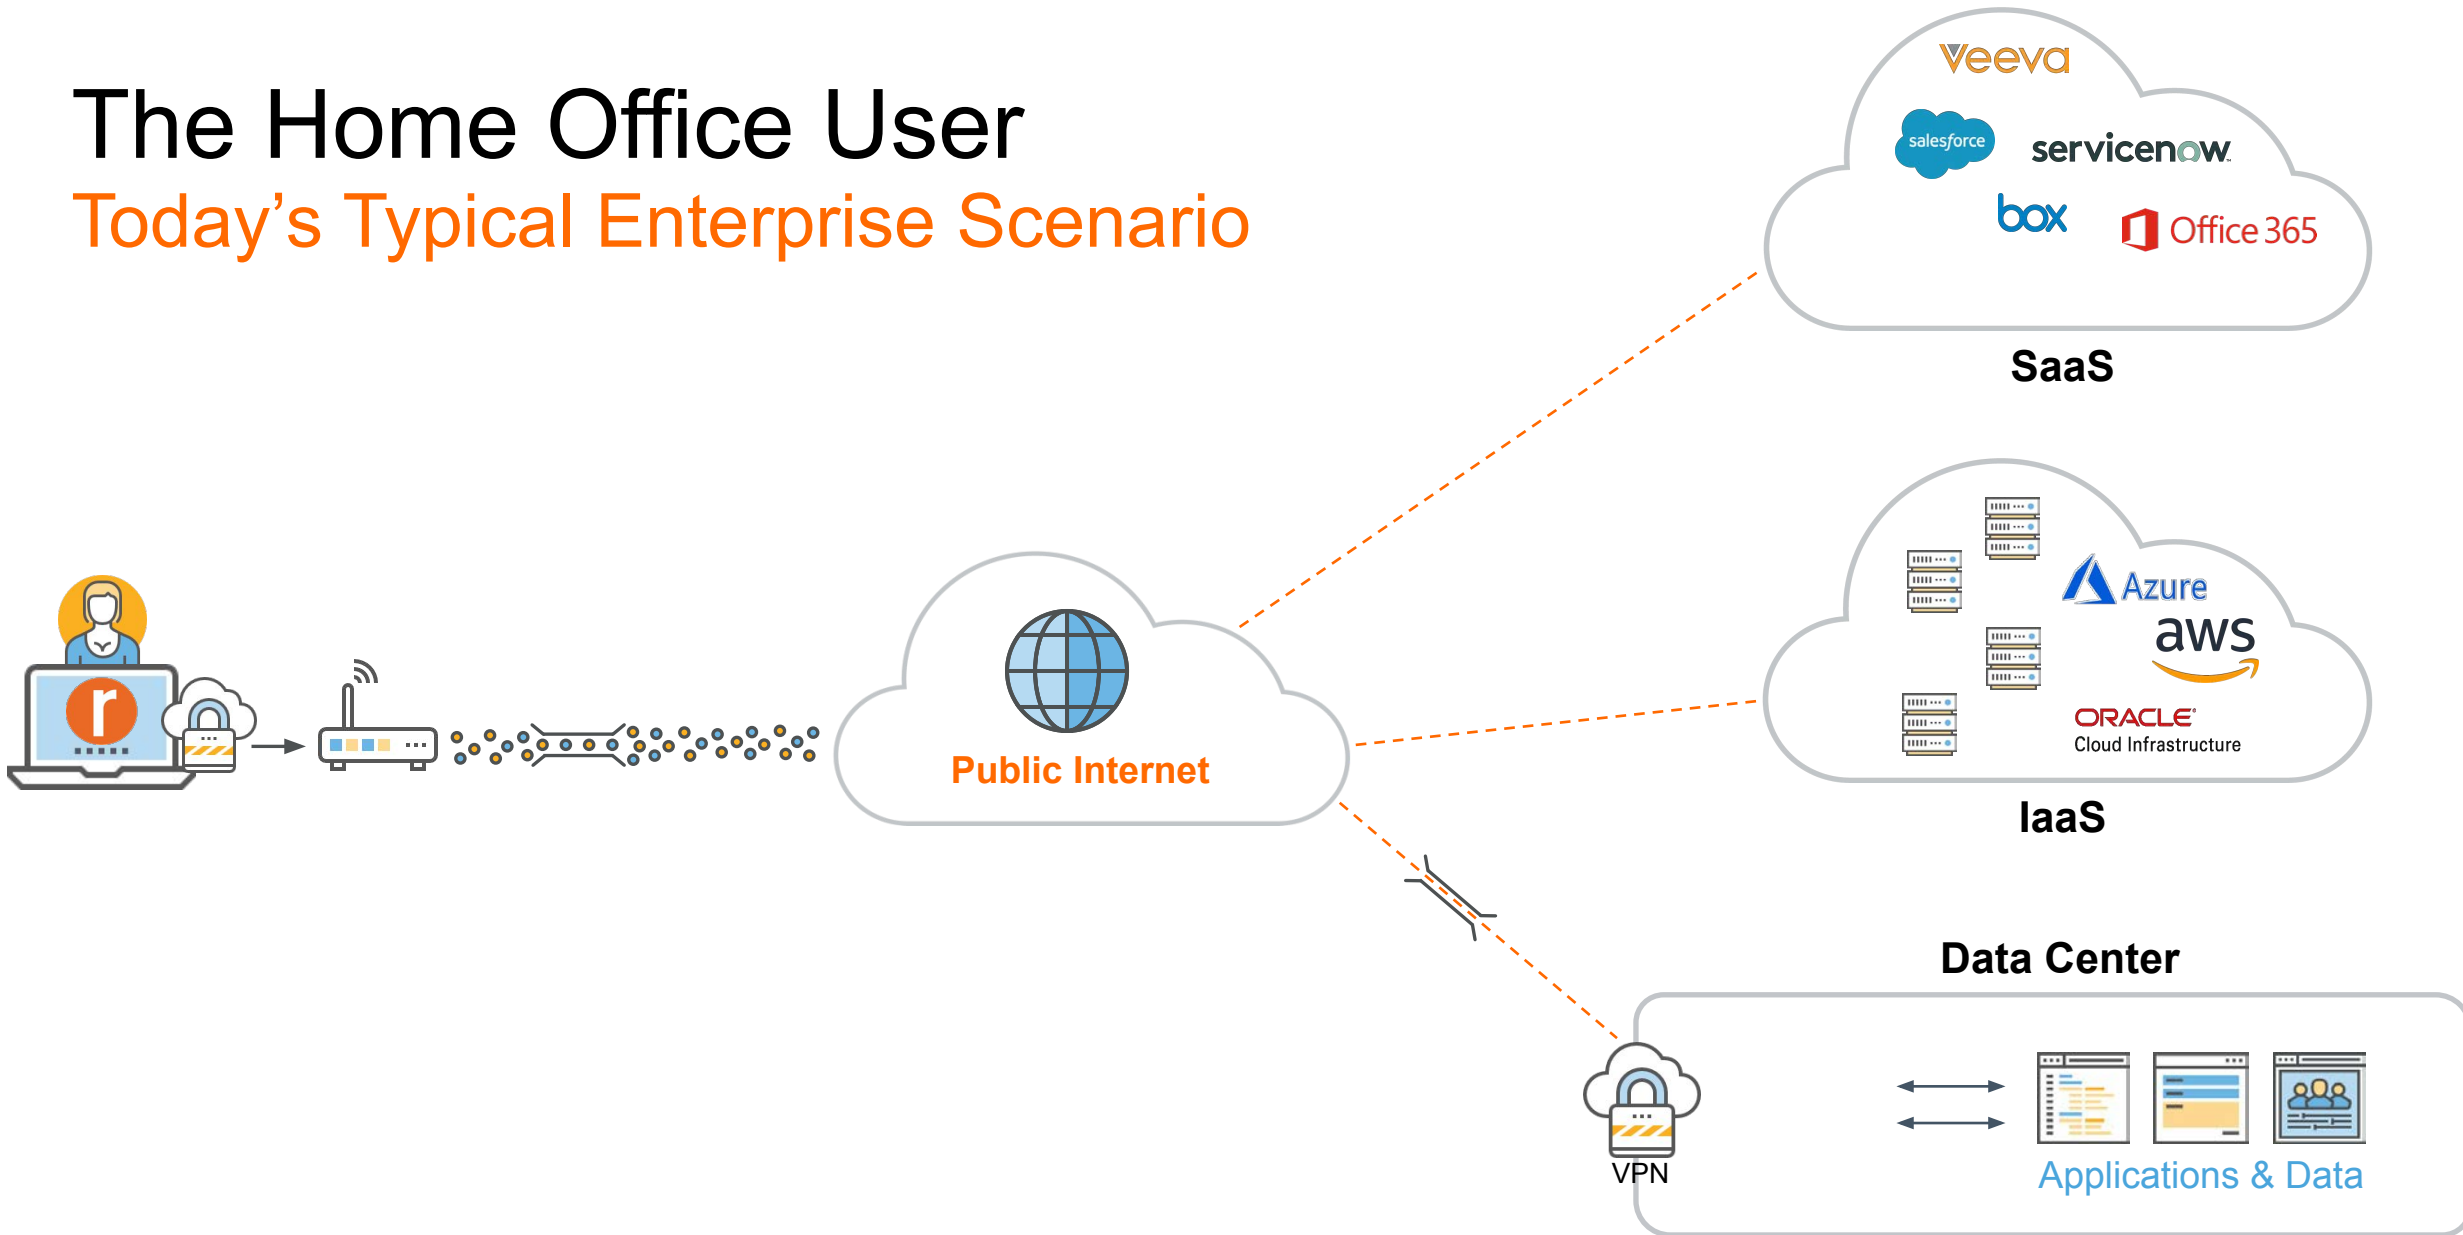 The Home Office User
Today's Typical Enterprise Scenario
Veeva
salesforce
servicenow
box
Office 365
SaaS
Azure
aws
ORACLE
Cloud Infrastructure
IaaS
r
Public Internet
Data Center
VPN
Applications & Data